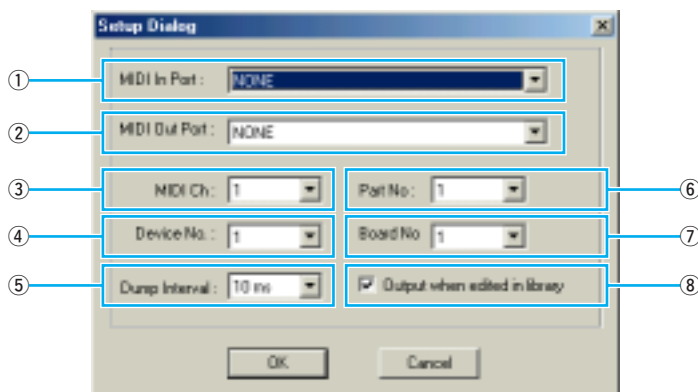 Setup Dialog
① MIDI In Port : NONE
② MIDI Out Port : NONE
③ MIDI Ch : 1 Part No : 1 ⑥
④ Device No. : 1 Board No 1 ⑦
⑤ Dump Interval : 10 ms Output when edited in library ⑧
OK Cancel